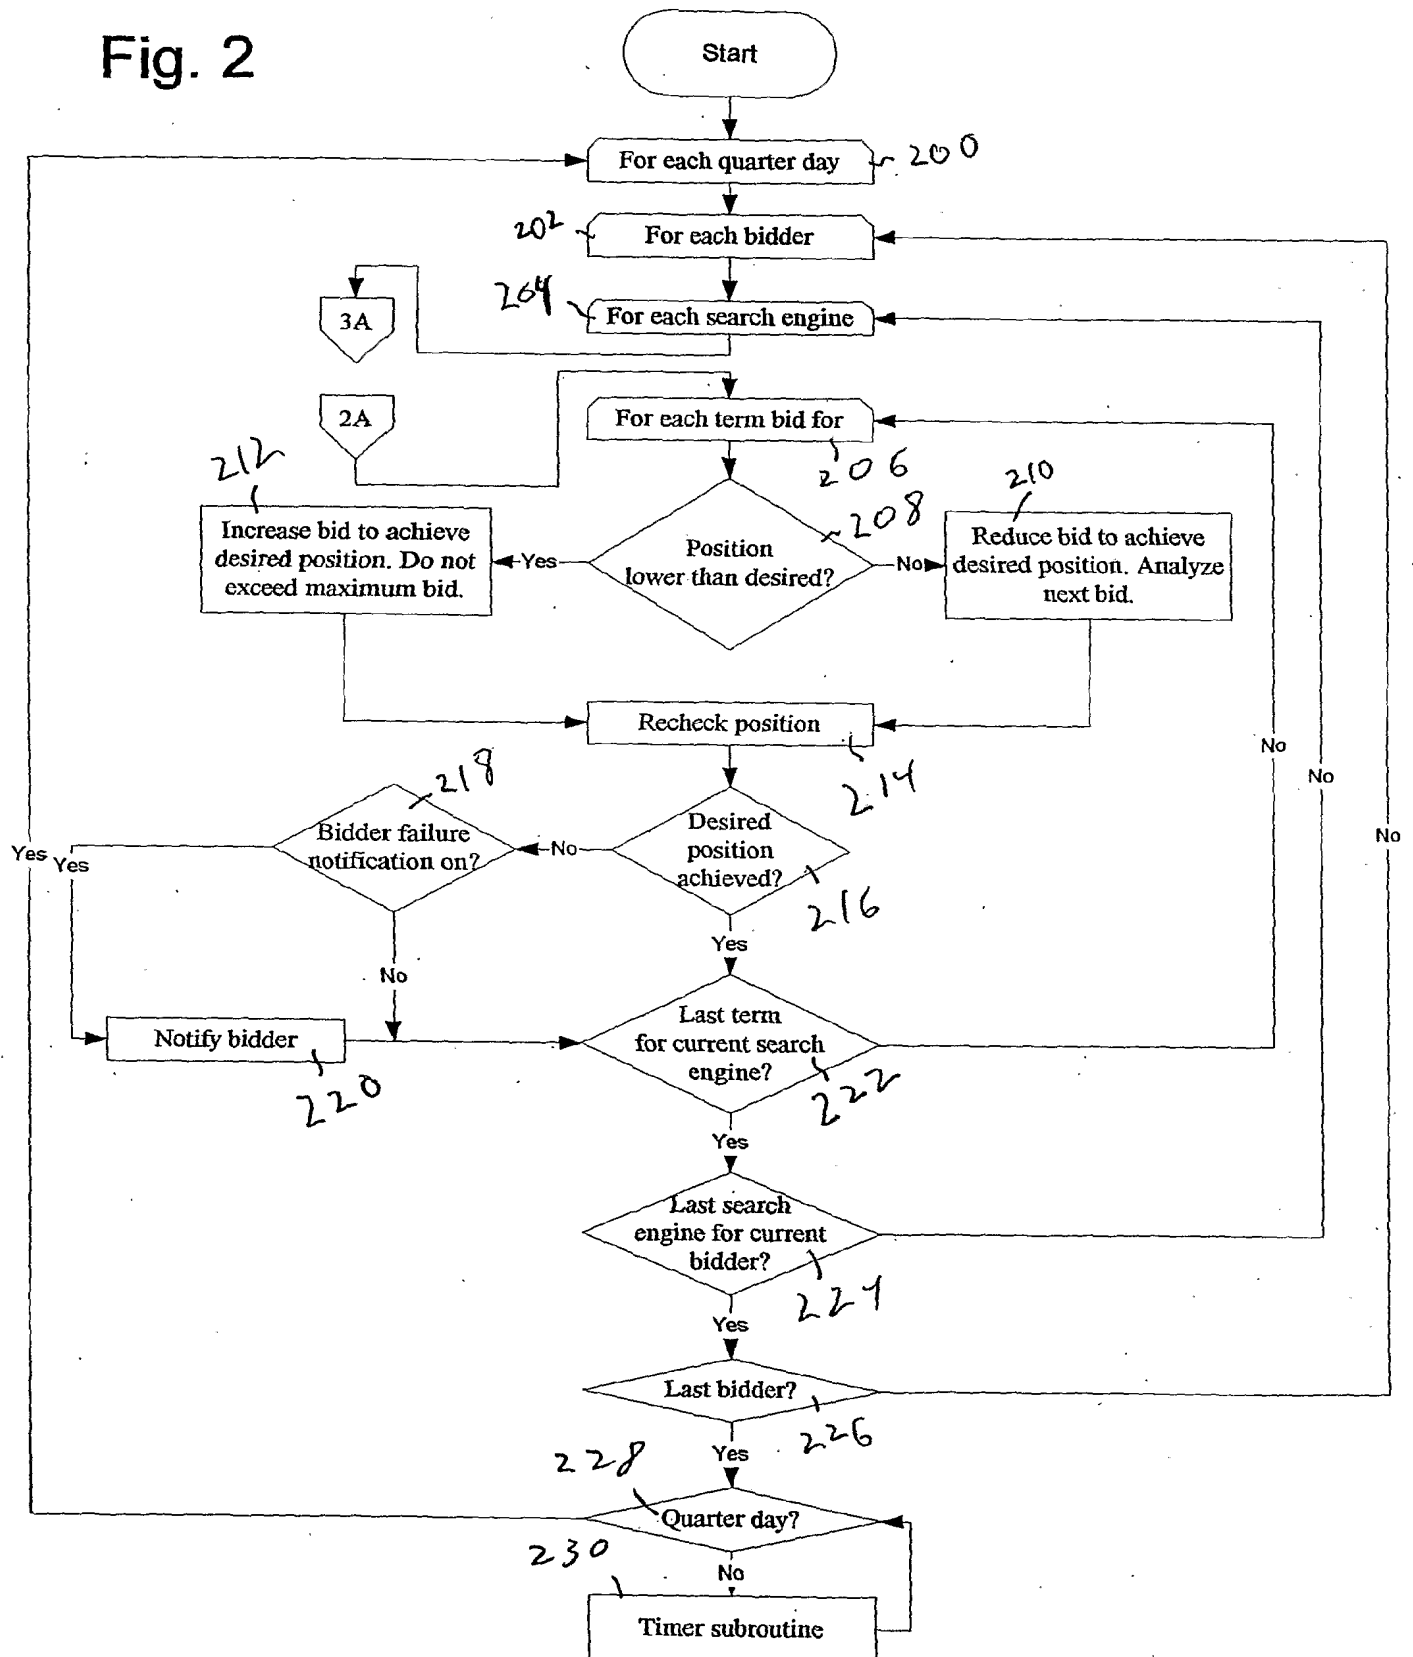 Fig. 2
Start
For each quarter day
200
202
For each bidder
204
For each search engine
3A
2A
For each term bid for
206
212
208
210
Increase bid to achieve
desired position. Do not
exceed maximum bid.
Yes
Position
lower than desired?
No
Reduce bid to achieve
desired position. Analyze
next bid.
Recheck position
214
No
No
No
218
Bidder failure
notification on?
No
Desired
position
achieved?
216
Yes
Yes
Yes
No
Notify bidder
220
Last term
for current search
engine?
222
Yes
Last search
engine for current
bidder?
224
Yes
Last bidder?
226
Yes
228
Quarter day?
230
No
Timer subroutine